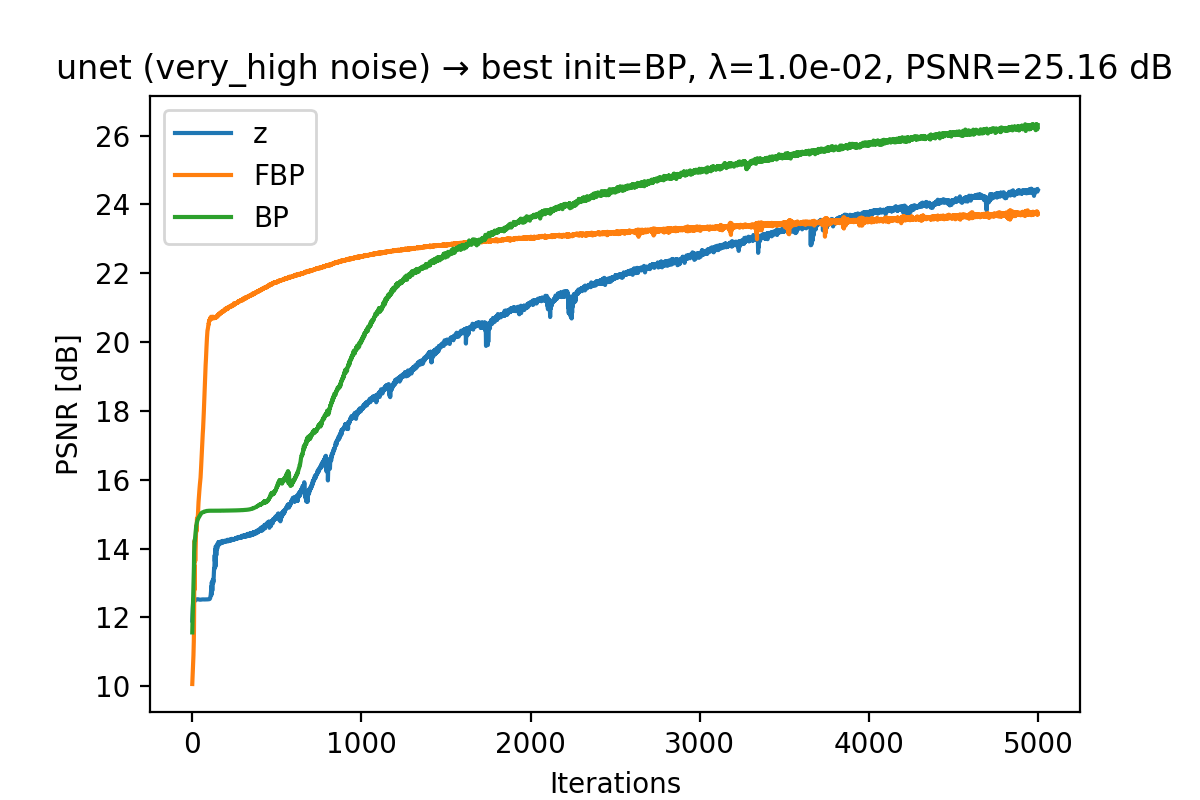 unet (very_high noise) → best init=BP, λ=1.0e-02, PSNR=25.16 dB
z
FBP
BP
PSNR [dB]
26
24
22
20
18
16
14
12
10
0 1000 2000 3000 4000 5000
Iterations